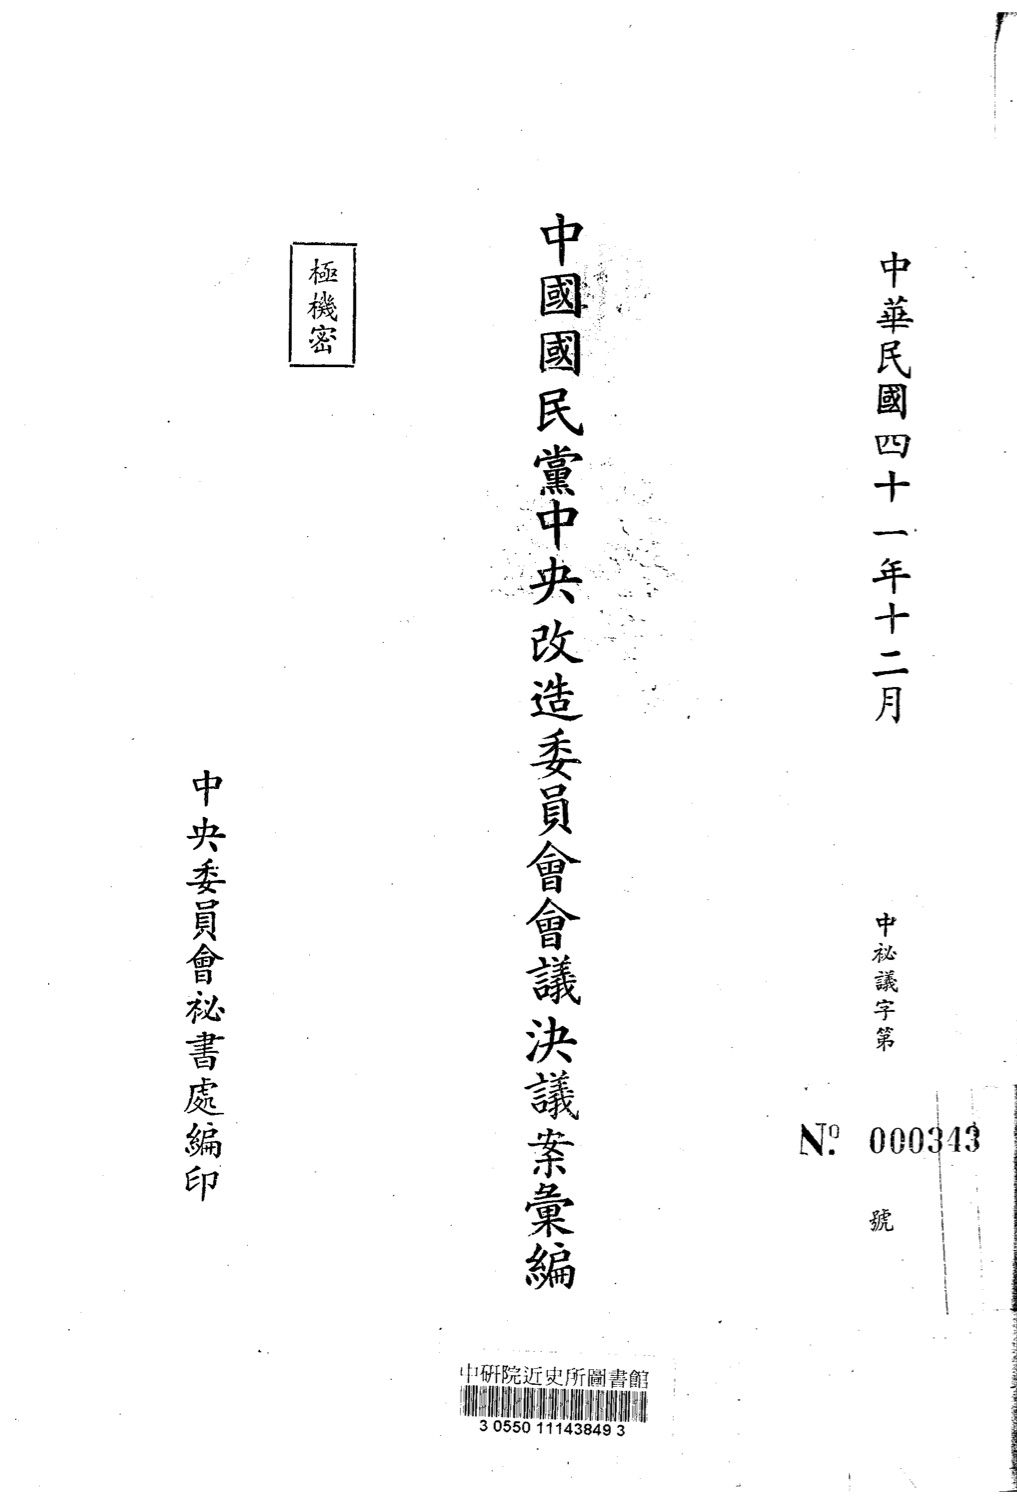 中華民國四十一年十二月
中祕議字第
No. 000343
號
中國國民黨中央改造委員會會議決議案彙編
極機密
中央委員會祕書處編印
中研院近史所圖書館
3 0550 11143849 3